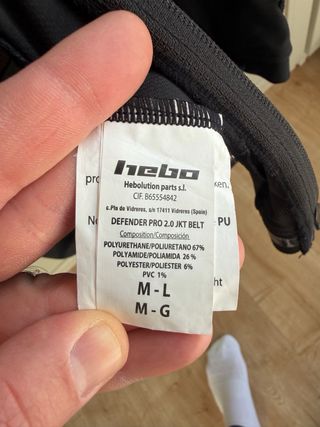 hebo
Hebolution parts s.l.
CIF. B65554842
c.Pla de Vidreres, s/n 17411 Vidreres (Spain)
DEFENDER PRO 2.0 JKT BELT
Composition/Composición
POLYURETHANE/POLIURETANO 67%
POLYAMIDE/POLIAMIDA 26 %
POLYESTER/POLIESTER 6%
PVC 1%
M - L
M - G
PU